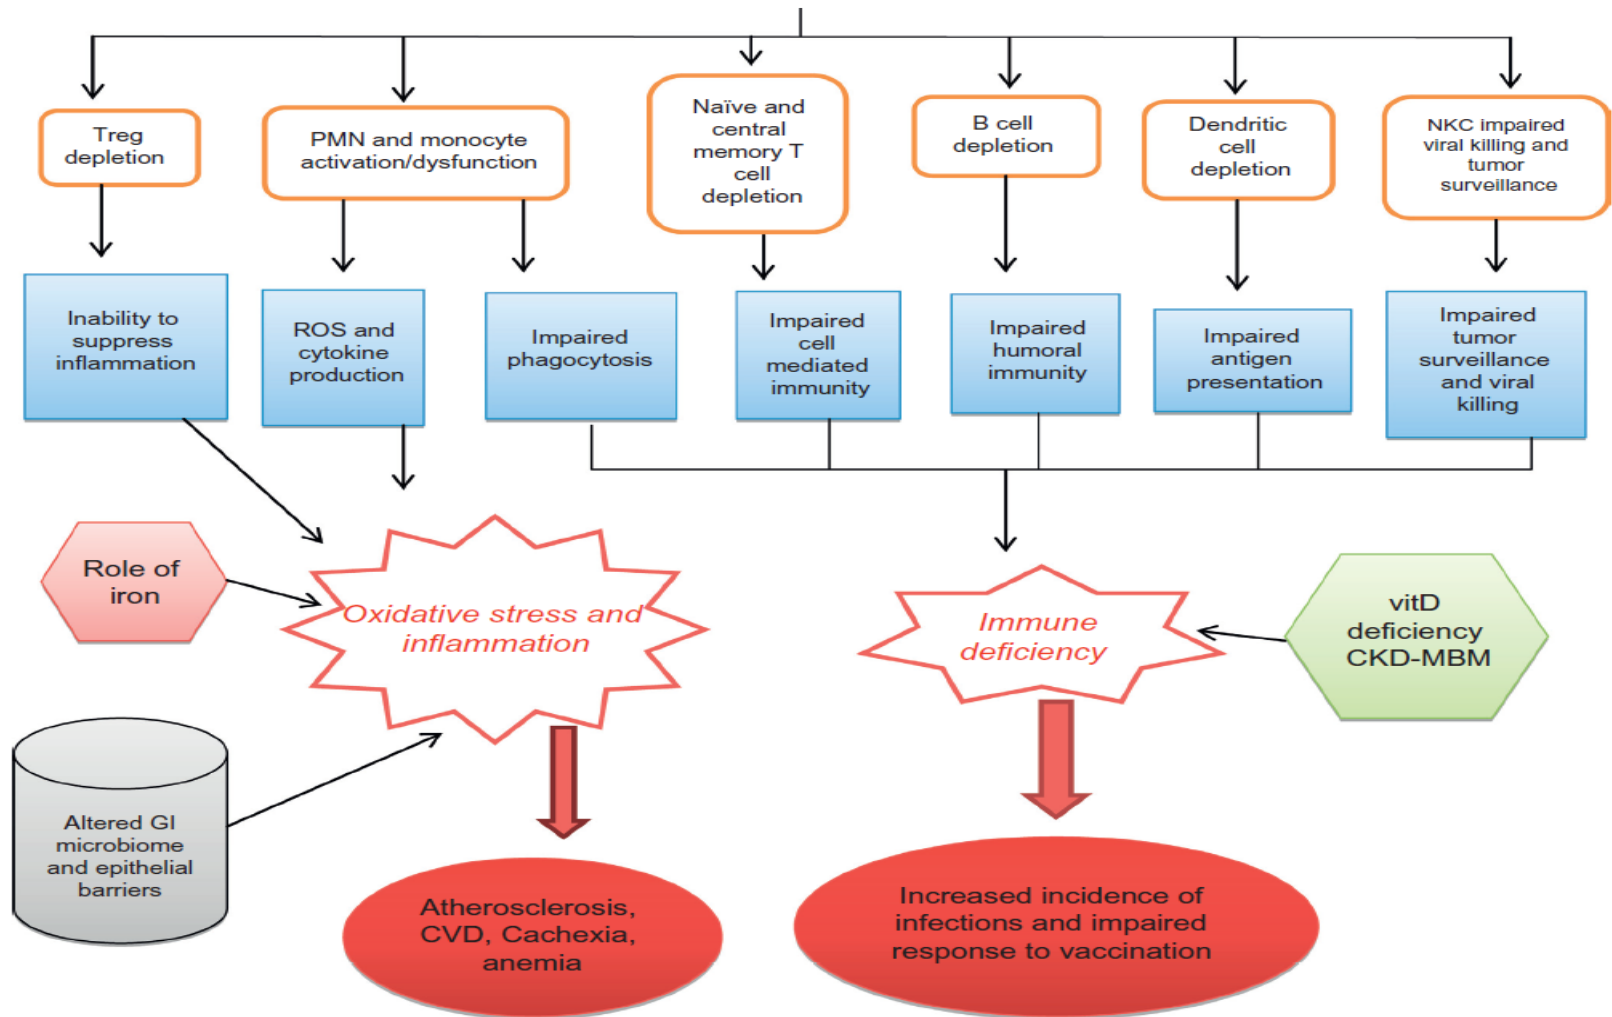 Treg
depletion
PMN and monocyte
activation/dysfunction
Naïve and
central
memory T
cell
depletion
B cell
depletion
Dendritic
cell
depletion
NKC impaired
viral killing and
tumor
surveillance
Inability to
suppress
inflammation
ROS and
cytokine
production
Impaired
phagocytosis
Impaired
cell
mediated
immunity
Impaired
humoral
immunity
Impaired
antigen
presentation
Impaired
tumor
surveillance
and viral
killing
Role of
iron
Oxidative stress and
inflammation
Immune
deficiency
vitD
deficiency
CKD-MBM
Altered GI
microbiome
and epithelial
barriers
Atherosclerosis,
CVD, Cachexia,
anemia
Increased incidence of
infections and impaired
response to vaccination